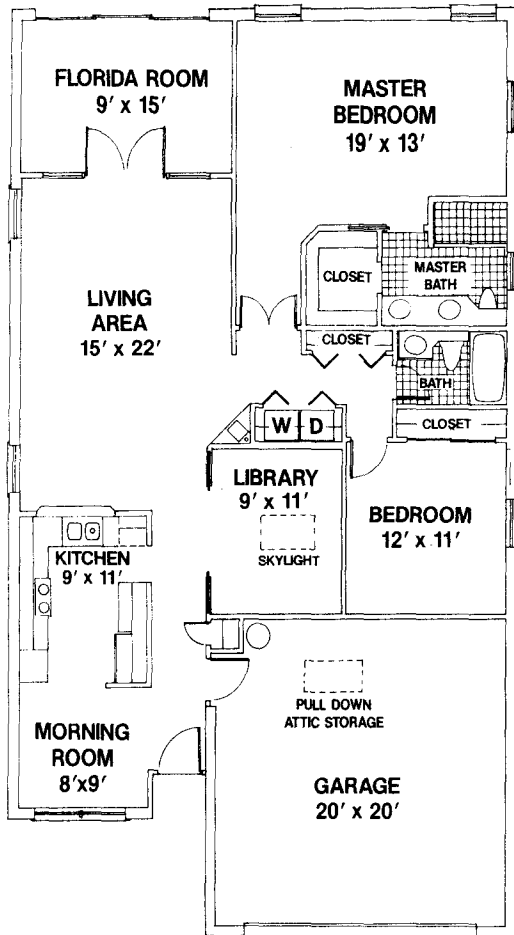 FLORIDA ROOM
9' x 15'
MASTER
BEDROOM
19' x 13'
CLOSET
MASTER
BATH
LIVING
AREA
15' x 22'
CLOSET
BATH
W D
CLOSET
LIBRARY
9' x 11'
SKYLIGHT
BEDROOM
12' x 11'
KITCHEN
9' x 11'
PULL DOWN
ATTIC STORAGE
MORNING
ROOM
8'x9'
GARAGE
20' x 20'